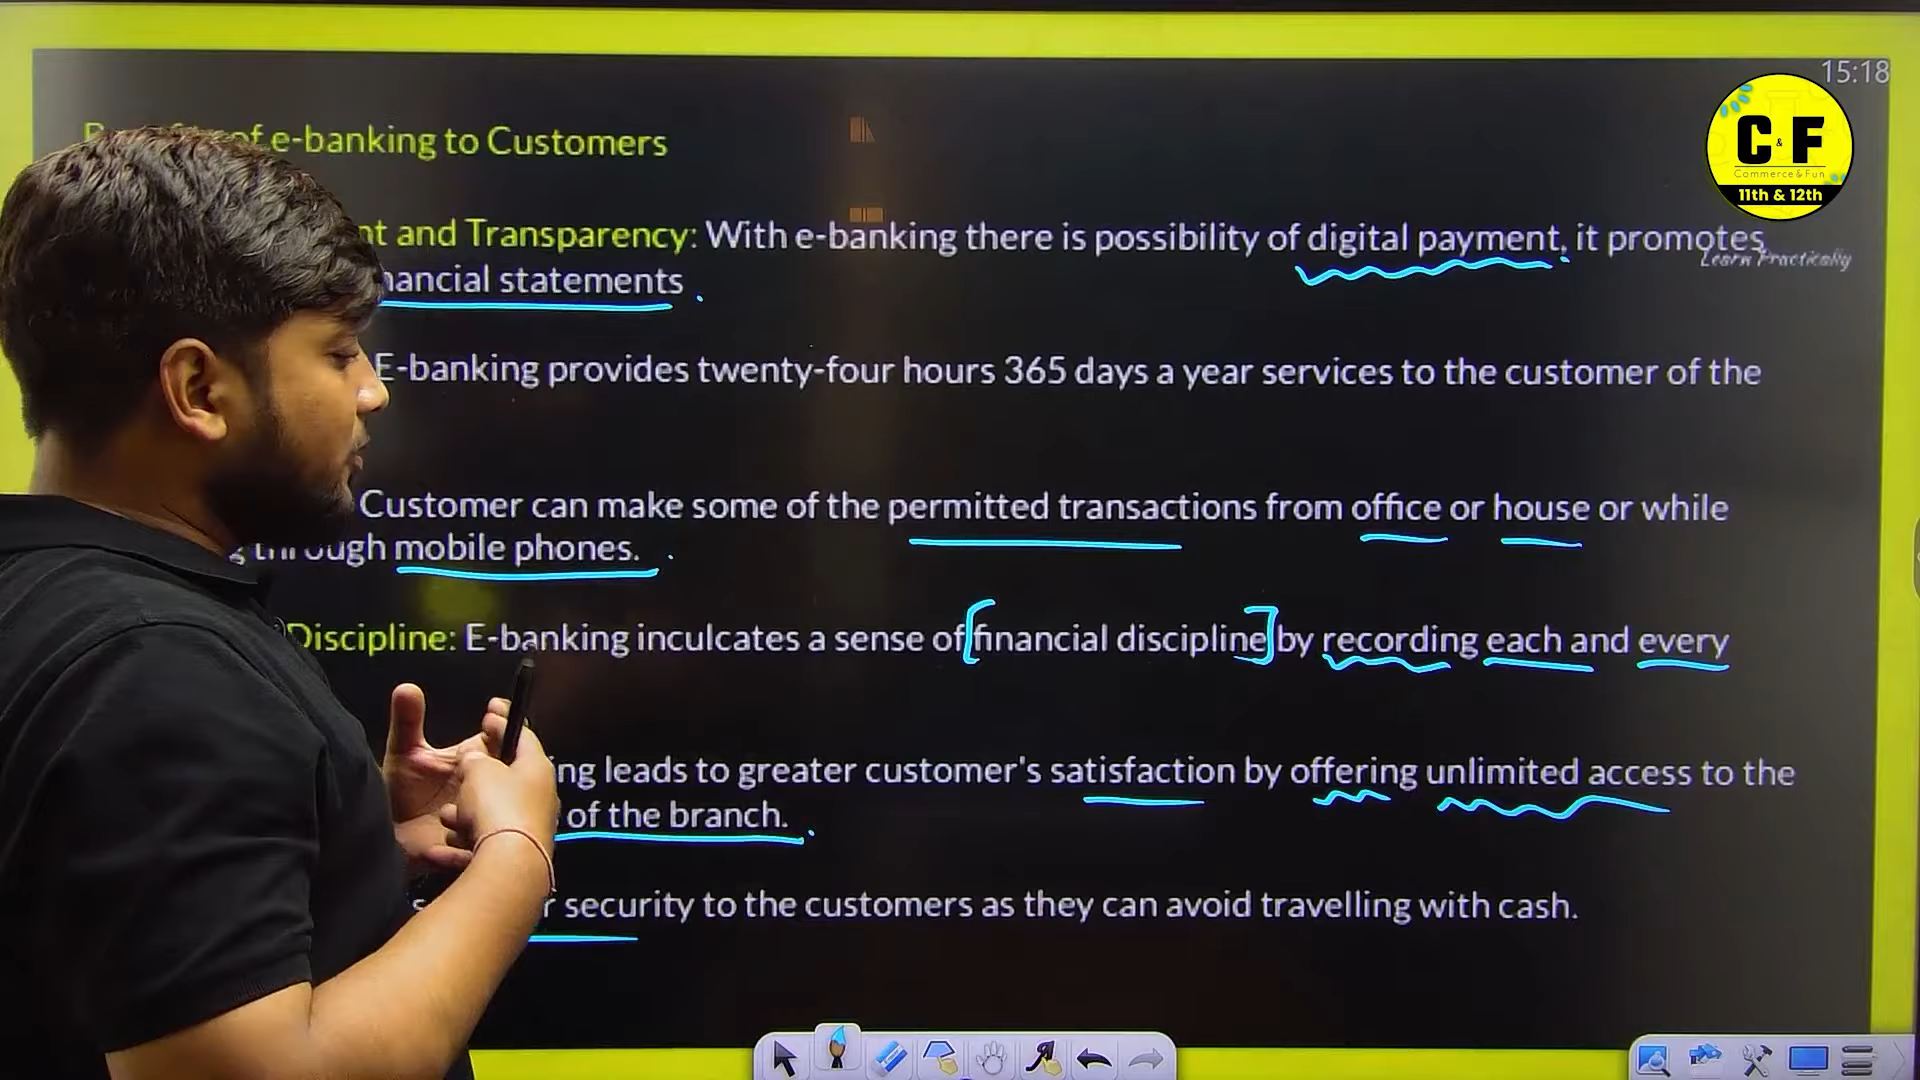 15:18
of e-banking to Customers
C & F
Commerce & Fun
11th & 12th
and Transparency: With e-banking there is possibility of digital payment, it promotes
Learn Practically
financial statements
E-banking provides twenty-four hours 365 days a year services to the customer of the
Customer can make some of the permitted transactions from office or house or while
through mobile phones.
Discipline: E-banking inculcates a sense of [financial discipline] by recording each and every
leads to greater customer's satisfaction by offering unlimited access to the
of the branch.
security to the customers as they can avoid travelling with cash.